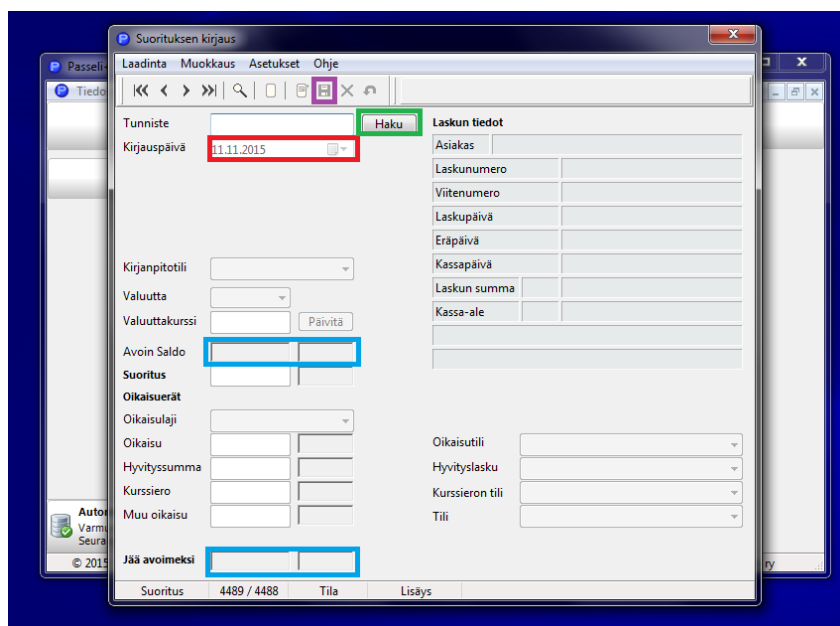 Suorituksen kirjaus
Passeli
Laadinta Muokkaus Asetukset Ohje
Tunniste Haku Laskun tiedot
Kirjauspäivä 11.11.2015 Asiakas
Laskunumero
Viitenumero
Laskupäivä
Eräpäivä
Kirjanpitotili Kassapäivä
Laskun summa
Valuutta
Kassa-ale
Valuuttakurssi Päivitä
Avoin Saldo
Suoritus
Oikaisuerät
Oikaisulaji
Oikaisu Oikaisutili
Hyvityssumma Hyvityslasku
Kurssiero Kurssieron tili
Muu oikaisu Tili
Seura
© 2015 Jää avoimeksi ry
Suoritus 4489 / 4488 Tila Lisäys